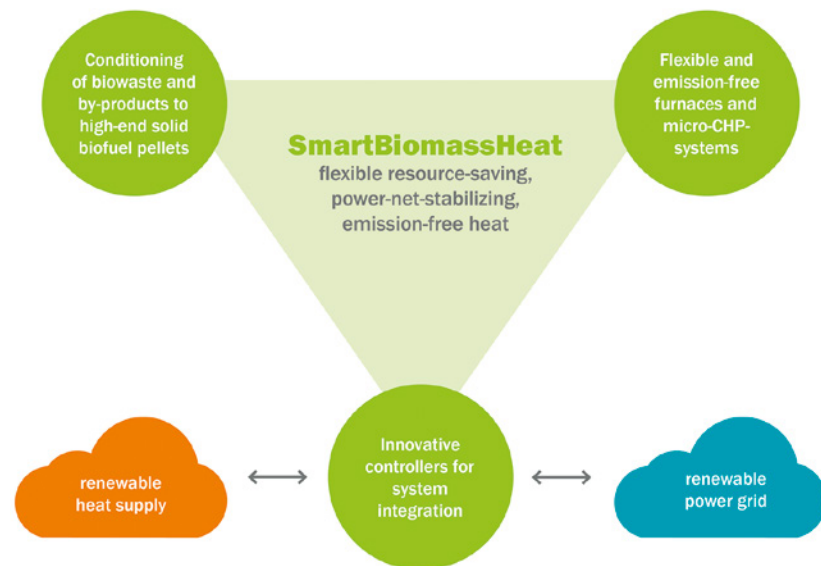 Conditioning
of biowaste and
by-products to
high-end solid
biofuel pellets
Flexible and
emission-free
furnaces and
micro-CHP-
systems
SmartBiomassHeat
flexible resource-saving,
power-net-stabilizing,
emission-free heat
renewable
heat supply
Innovative
controllers for
system
integration
renewable
power grid